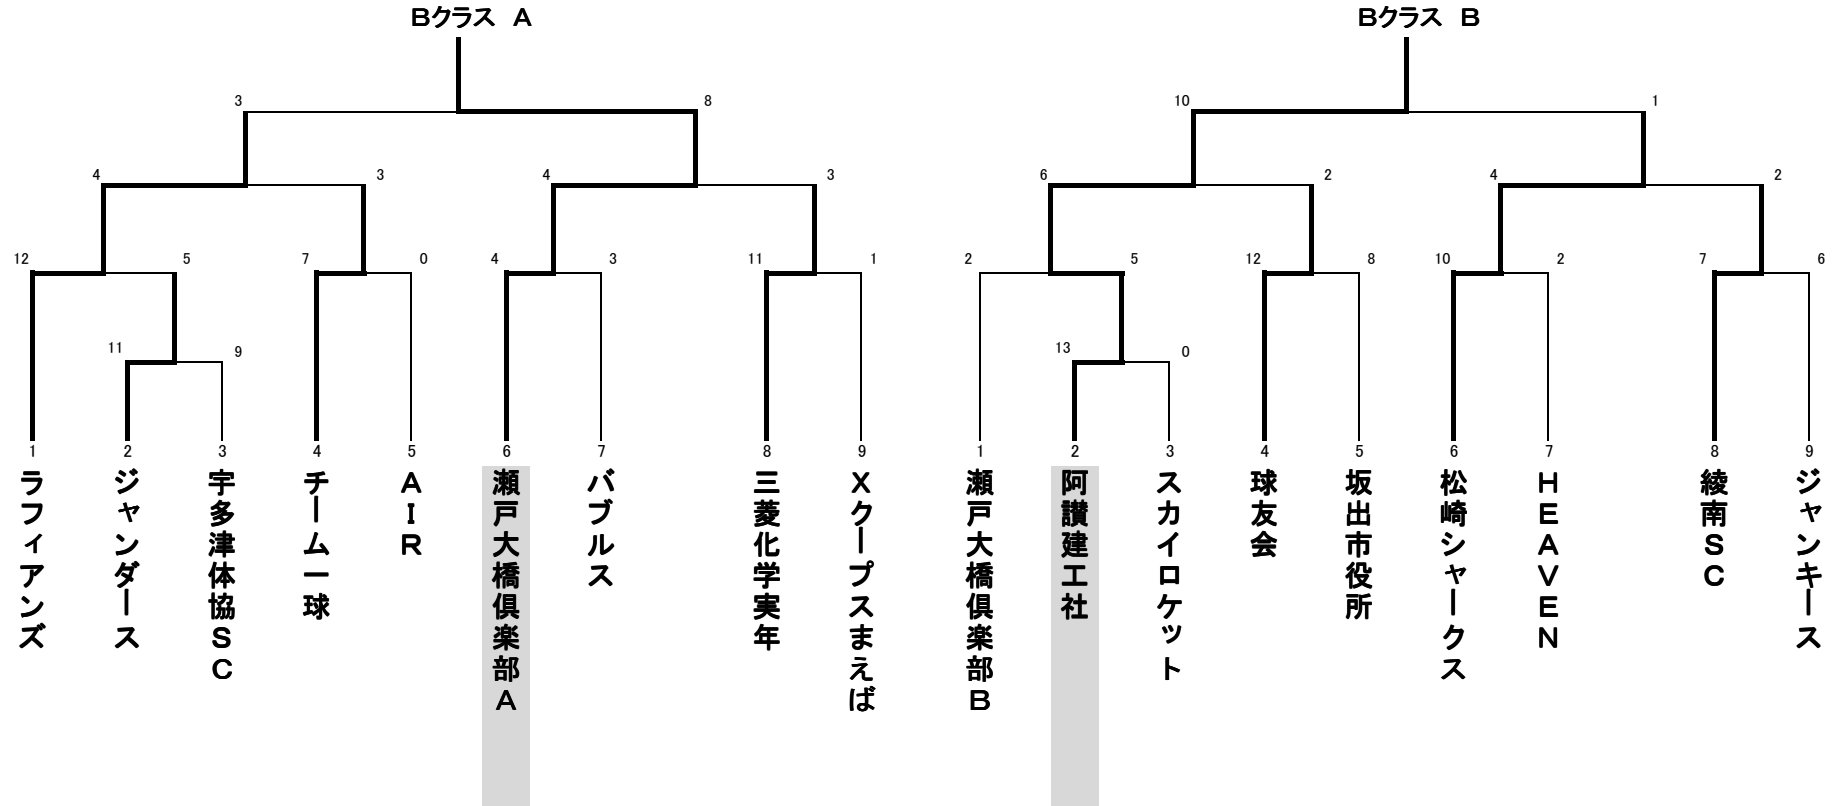 Bクラス　A
Bクラス　B
3
8
10
1
4
3
4
3
6
2
4
2
12
5
7
0
4
3
11
1
2
5
12
8
10
2
7
6
11
9
13
0
1
2
3
4
5
6
7
8
9
1
2
3
4
5
6
7
8
9
ラフィアンズ
ジャンダース
宇多津体協SC
チーム一球
AIR
瀬戸大橋倶楽部A
バブルス
三菱化学実年
Xクープスまえば
瀬戸大橋倶楽部B
阿讃建工社
スカイロケット
球友会
坂出市役所
松崎シャークス
HEAVEN
綾南SC
ジャンキース